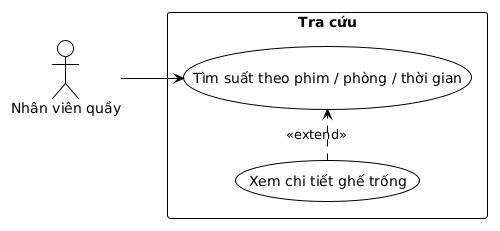 Tra cứu
Tìm suất theo phim / phòng / thời gian
Nhân viên quầy
«extend»
Xem chi tiết ghế trống